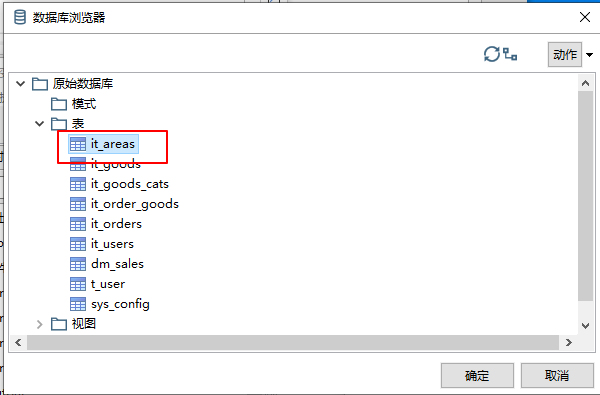 数据库浏览器
动作
原始数据库
模式
表
it_areas
it_goods
it_goods_cats
it_order_goods
it_orders
it_users
dm_sales
t_user
sys_config
视图
确定
取消